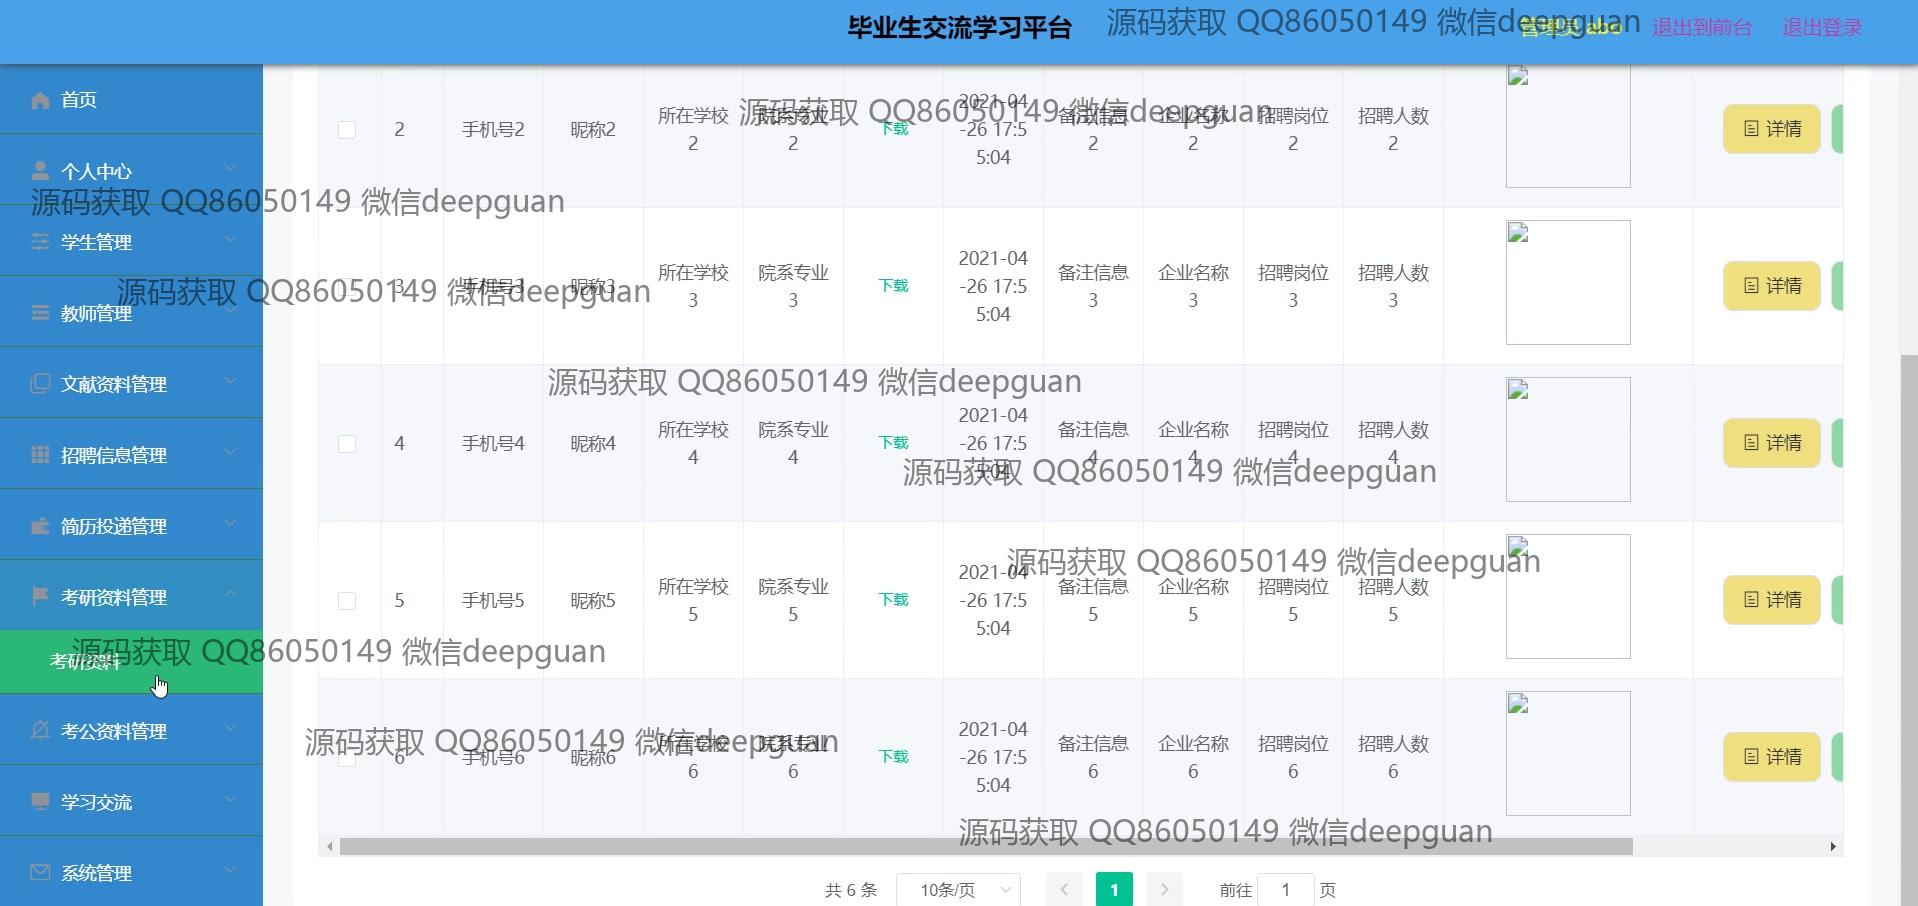 毕业生交流学习平台
源码获取 QQ86050149 微信deepguan
管理员 abo
退出到前台
退出登录
首页
个人中心
源码获取 QQ86050149 微信deepguan
学生管理
源码获取 QQ86050149 微信deepguan
教师管理
文献资料管理
招聘信息管理
简历投递管理
考研资料管理
考研资料
源码获取 QQ86050149 微信deepguan
考公资料管理
学习交流
系统管理
源码获取 QQ86050149 微信deepguan
2 手机号2 昵称2 所在学校2 院系专业2 下载 2021-04-26 17:55:04 备注信息2 企业名称2 招聘岗位2 招聘人数2 详情
3 手机号3 昵称3 所在学校3 院系专业3 下载 2021-04-26 17:55:04 备注信息3 企业名称3 招聘岗位3 招聘人数3 详情
源码获取 QQ86050149 微信deepguan
4 手机号4 昵称4 所在学校4 院系专业4 下载 2021-04-26 17:55:04 备注信息4 企业名称4 招聘岗位4 招聘人数4 详情
源码获取 QQ86050149 微信deepguan
源码获取 QQ86050149 微信deepguan
5 手机号5 昵称5 所在学校5 院系专业5 下载 2021-04-26 17:55:04 备注信息5 企业名称5 招聘岗位5 招聘人数5 详情
源码获取 QQ86050149 微信deepguan
6 手机号6 昵称6 所在学校6 院系专业6 下载 2021-04-26 17:55:04 备注信息6 企业名称6 招聘岗位6 招聘人数6 详情
源码获取 QQ86050149 微信deepguan
共 6 条 10条/页 1 前往 1 页